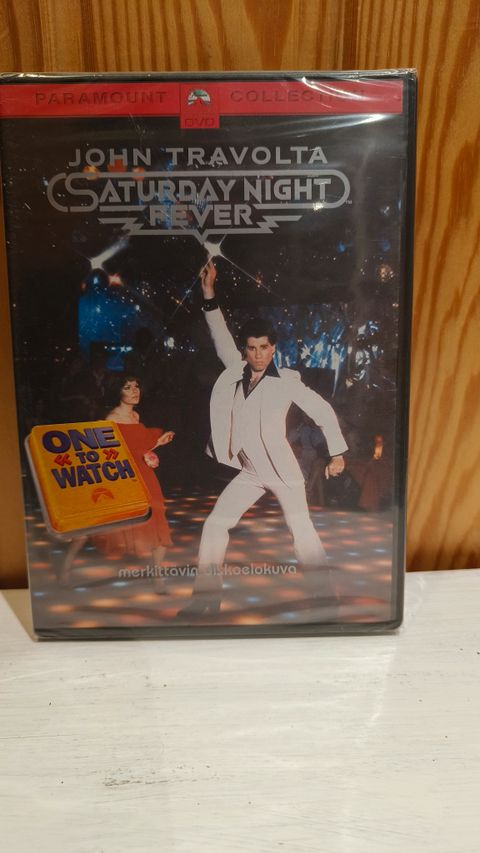 PARAMOUNT COLLECTION
DVD
JOHN TRAVOLTA
SATURDAY NIGHT
FEVER
ONE
« TO »
WATCH
merkittävin diskoelokuva